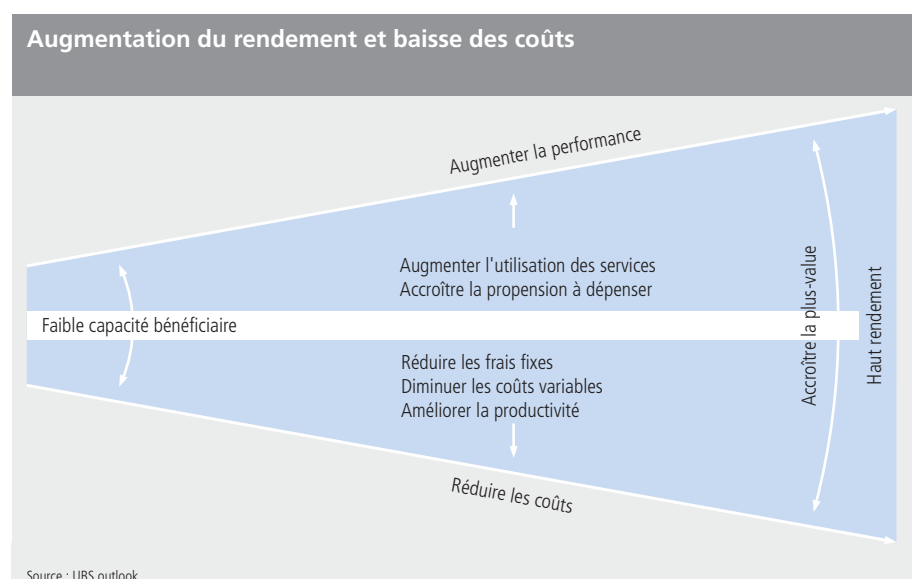 Augmentation du rendement et baisse des coûts
Augmenter la performance
Augmenter l'utilisation des services
Accroître la propension à dépenser
Faible capacité bénéficiaire
Réduire les frais fixes
Diminuer les coûts variables
Améliorer la productivité
Réduire les coûts
Accroître la plus-value
Haut rendement
Source : UBS outlook